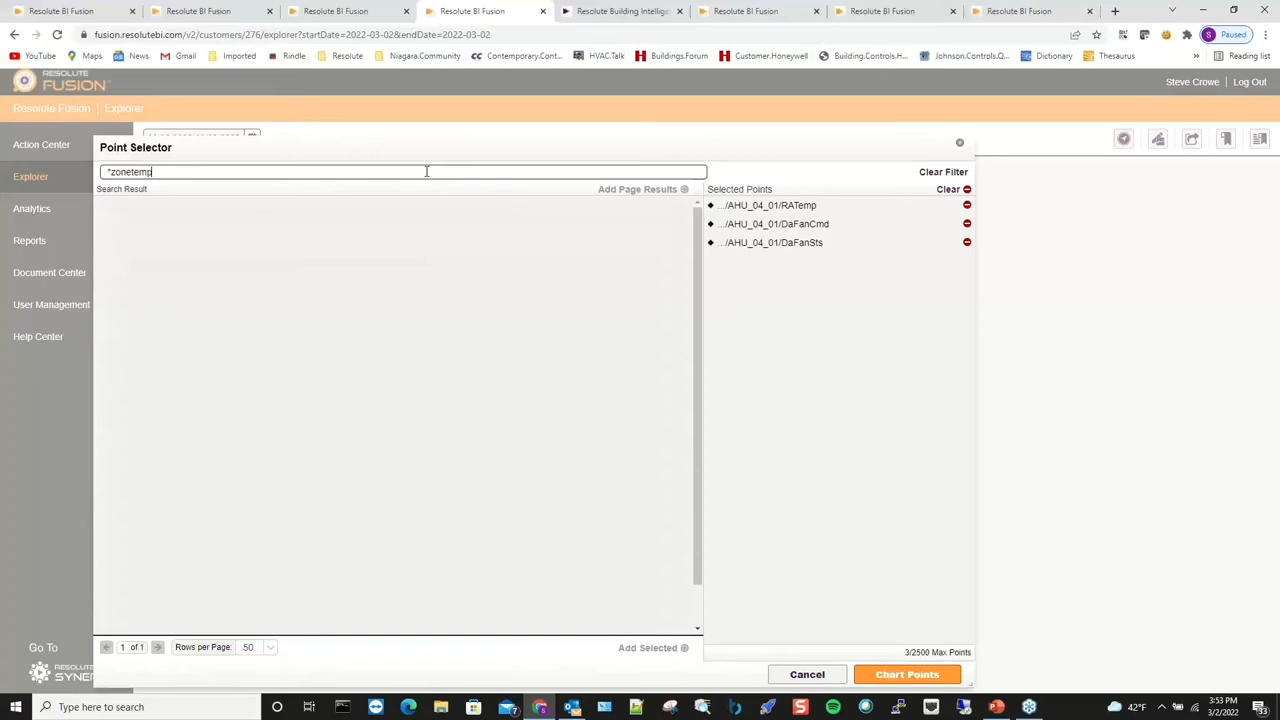 Resolute BI Fusion
Resolute BI Fusion
Resolute BI Fusion
Resolute BI Fusion
Resolute Building Intellige
Resolute BI Fusion
Resolute BI Fusion
Resolute BI Fusion
fusion.resolutebi.com/v2/customers/276/explorer?startDate=2022-03-02&endDate=2022-03-02
S Paused
YouTube
Maps
News
Gmail
Imported
Rindle
Resolute
Niagara.Community
Contemporary.Cont...
HVAC.Talk
Buildings.Forum
Customer.Honeywell
Building.Controls.H...
Johnson.Controls.Q...
Dictionary
Thesaurus
»
Reading list
RESOLUTE
FUSION
Steve Crowe | Log Out
Resolute Fusion | Explorer
Action Center
Explorer
Analytics
Reports
Document Center
User Management
Help Center
Go To
RESOLU
SYNE
Point Selector
*zonetemp
Clear Filter
Search Result
Add Page Results
Selected Points
Clear
.../AHU_04_01/RATemp
.../AHU_04_01/DaFanCmd
.../AHU_04_01/DaFanSts
1 of 1
Rows per Page: 50
Add Selected
3/2500 Max Points
Cancel
Chart Points
Type here to search
7
42°F
3:53 PM
3/2/2022